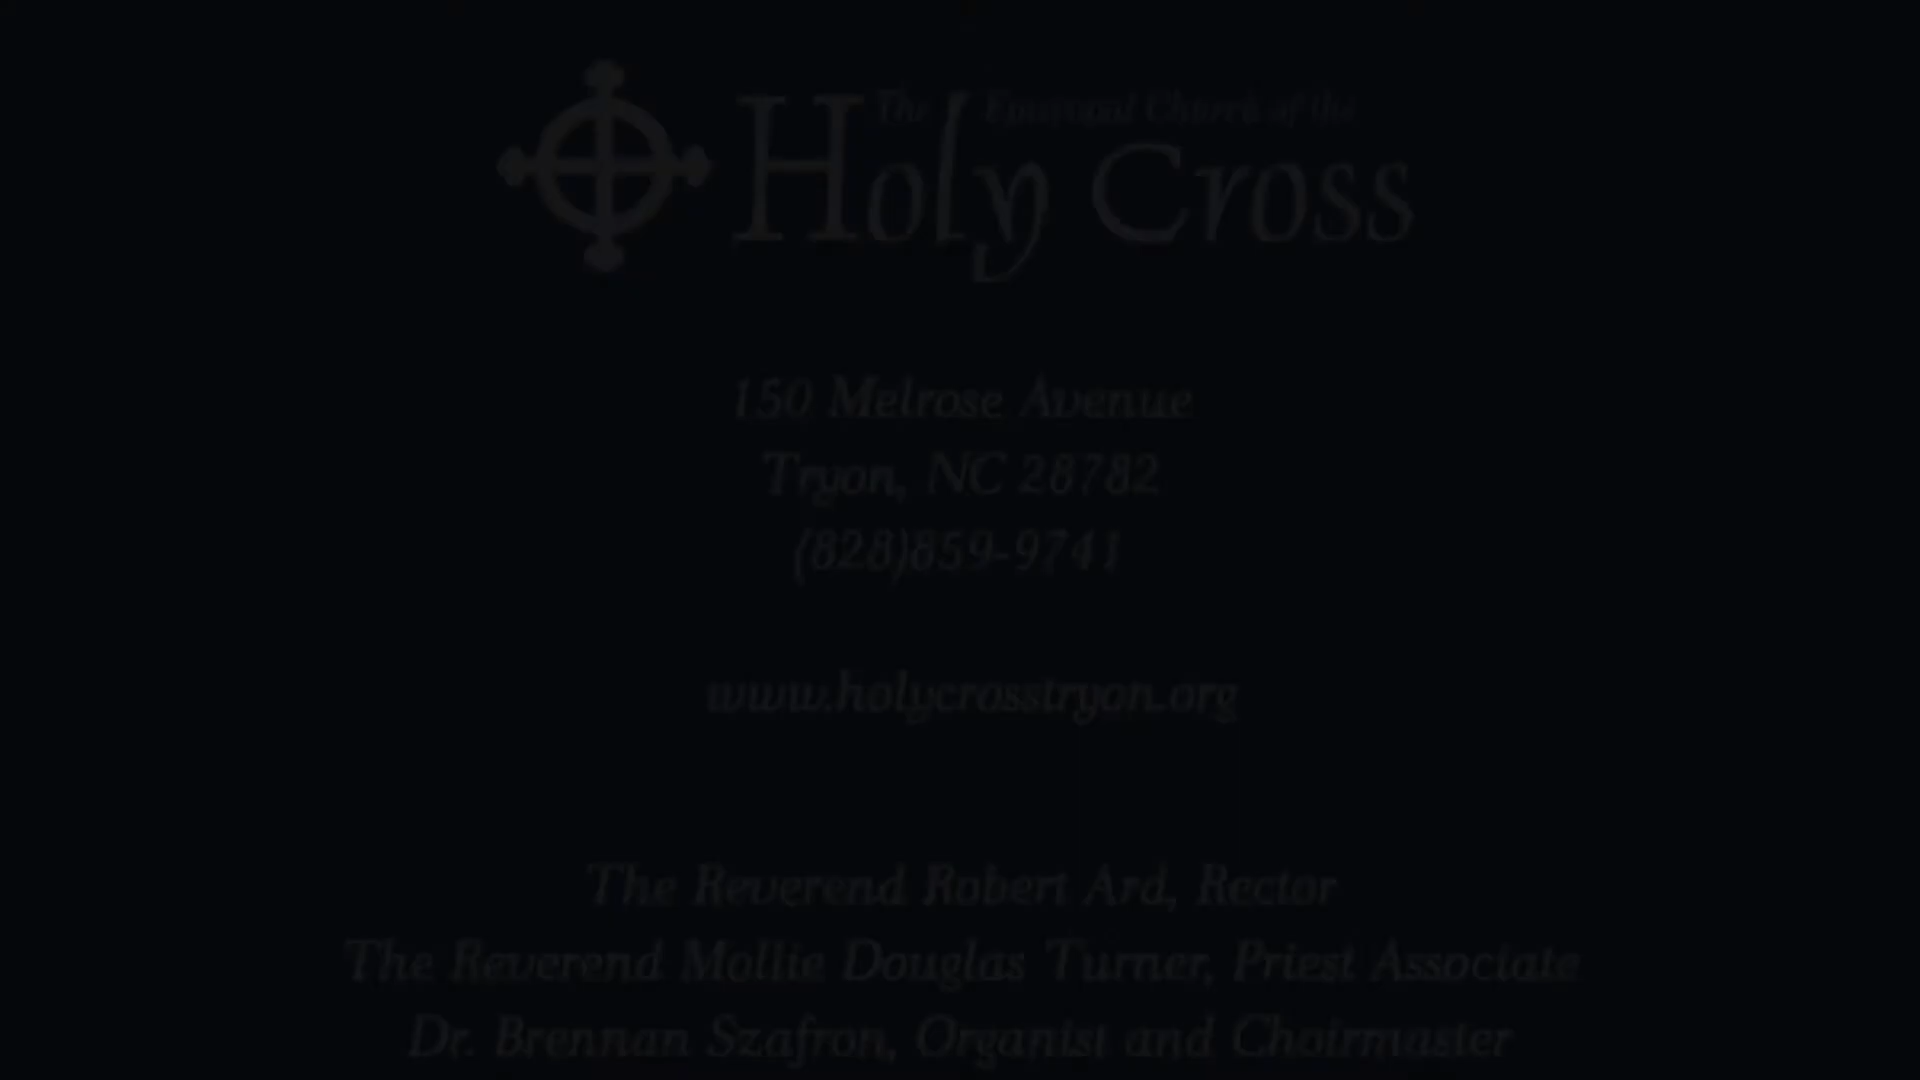 The Episcopal Church of the
Holy Cross
150 Melrose Avenue
Tryon, NC 28782
(828)859-9741
www.holycrosstryon.org
The Reverend Robert Ard, Rector
The Reverend Mollie Douglas Turner, Priest Associate
Dr. Brennan Szafron, Organist and Choirmaster